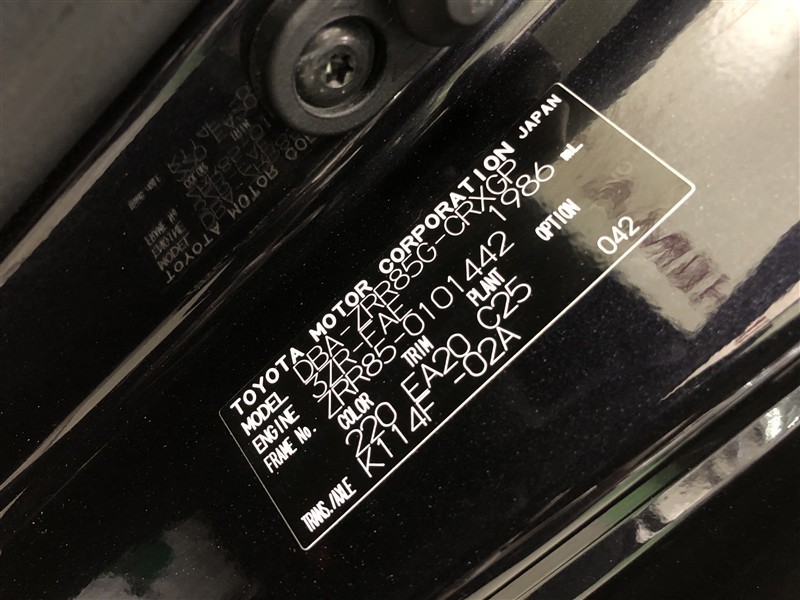 TOYOTA MOTOR CORPORATION JAPAN
MODEL DBA-ZRR85G-CRXGP
ENGINE 3ZR-FAE 1986 mL
FRAME No. ZRR85-0101442
COLOR TRIM PLANT OPTION
220 EA20 C25 042
TRANS./AXLE K114F -02A